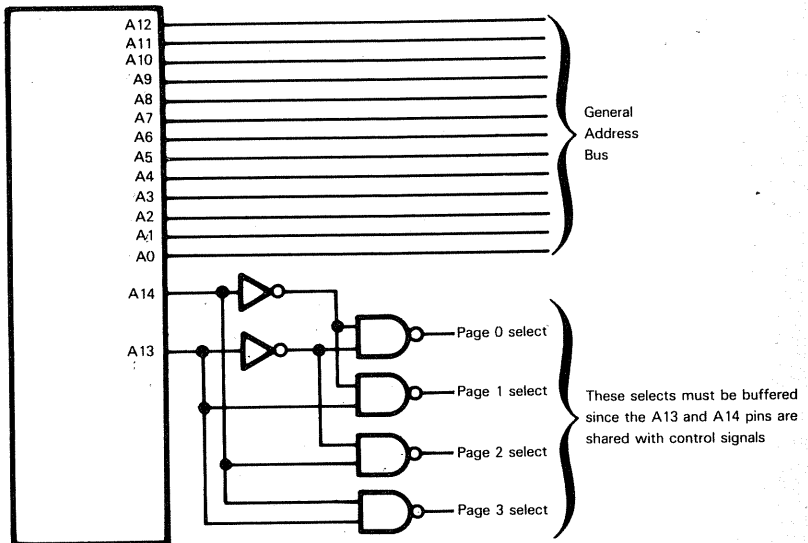 A12
A11
A10
A9
A8
A7
A6
A5
A4
A3
A2
A1
A0
General
Address
Bus
A14
A13
Page 0 select
Page 1 select
Page 2 select
Page 3 select
These selects must be buffered
since the A13 and A14 pins are
shared with control signals